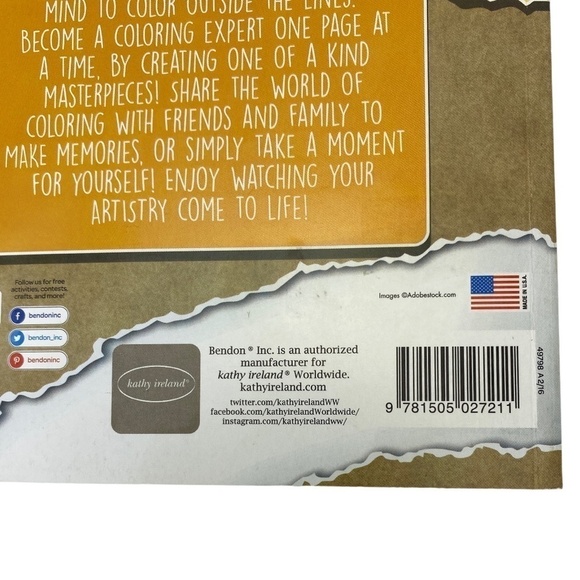 MIND TO COLOR OUTSIDE THE LINES.
BECOME A COLORING EXPERT ONE PAGE AT
A TIME, BY CREATING ONE OF A KIND
MASTERPIECES! SHARE THE WORLD OF
COLORING WITH FRIENDS AND FAMILY TO
MAKE MEMORIES, OR SIMPLY TAKE A MOMENT
FOR YOURSELF! ENJOY WATCHING YOUR
ARTISTRY COME TO LIFE!
Follow us for free
activities, contests,
crafts, and more!
bendoninc
bendon_inc
bendoninc
Images ©Adobestock.com
MADE IN U.S.A.
kathy ireland®
Bendon® Inc. is an authorized
manufacturer for
kathy ireland® Worldwide.
kathyireland.com
twitter.com/kathyirelandWW
facebook.com/kathyirelandWorldwide/
instagram.com/kathyirelandww/
9 781505 027211
49798 A 2/16